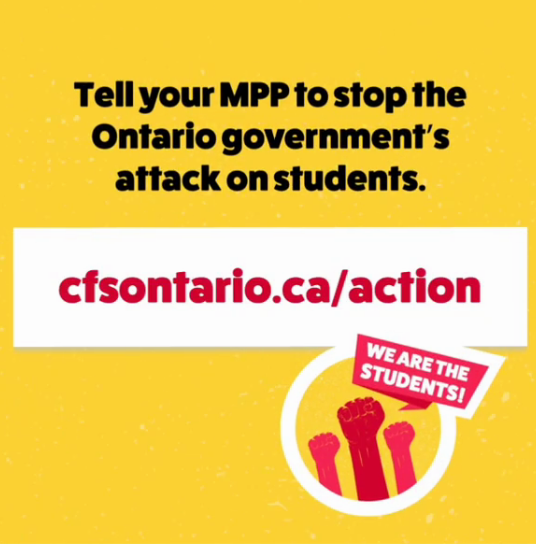 Tell your MPP to stop the
Ontario government's
attack on students.
cfsontario.ca/action
WE ARE THE
STUDENTS!